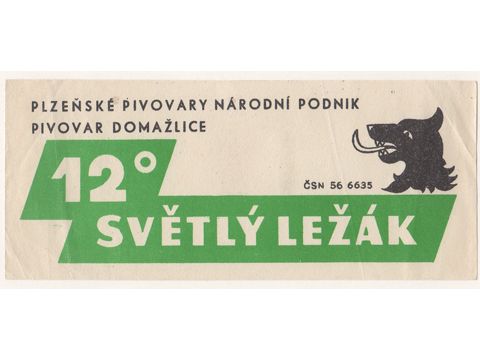 PLZEŇSKÉ PIVOVARY NÁRODNÍ PODNIK
PIVOVAR DOMAŽLICE
12°
ČSN 56 6635
SVĚTLÝ LEŽÁK